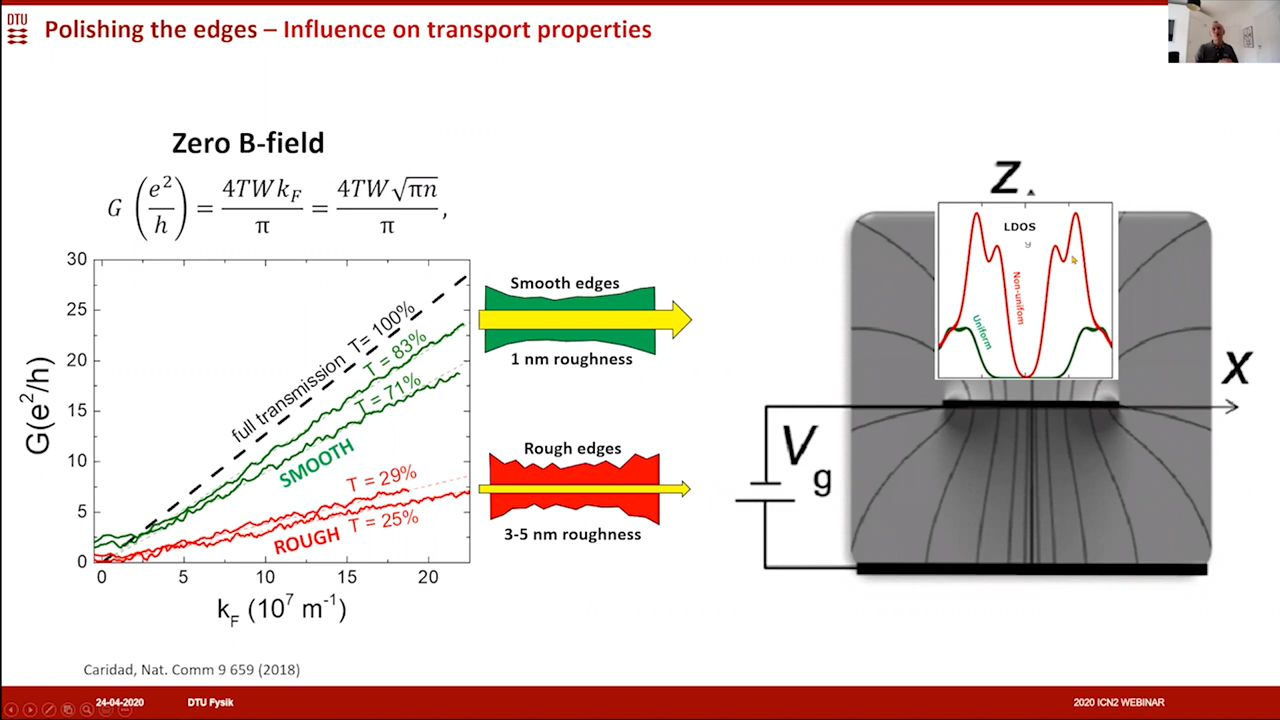 DTU
Polishing the edges – Influence on transport properties
Zero B-field
G (e²/h) = 4TWk_F/π = 4TW√πn/π ,
30
25
20
15
10
5
0
G(e²/h)
0
5
10
15
20
k_F (10⁷ m⁻¹)
full transmission T= 100%
T = 83%
T = 71%
SMOOTH
T = 29%
T = 25%
ROUGH
Smooth edges
1 nm roughness
Rough edges
3-5 nm roughness
Z
LDOS
Non-uniform
Uniform
X
V_g
Caridad, Nat. Comm 9 659 (2018)
24-04-2020
DTU Fysik
2020 ICN2 WEBINAR